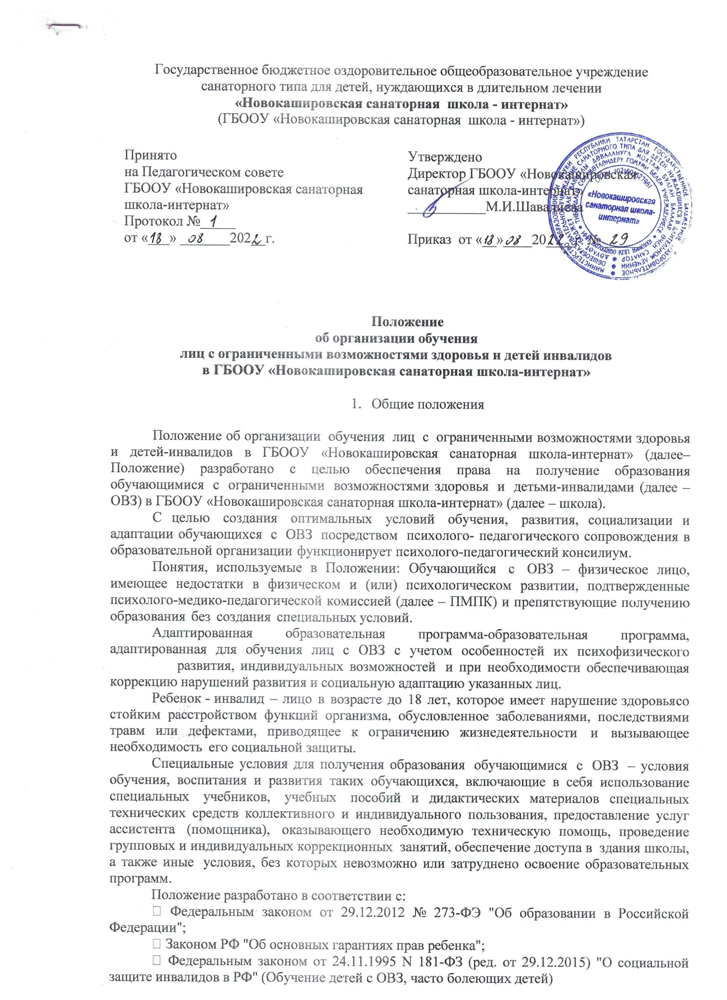 Государственное бюджетное оздоровительное общеобразовательное учреждение
санаторного типа для детей, нуждающихся в длительном лечении
«Новокашировская санаторная школа - интернат»
(ГБООУ «Новокашировская санаторная школа - интернат»)
Принято
на Педагогическом совете
ГБООУ «Новокашировская санаторная
школа-интернат»
Протокол № 1
от «18» 08 2022 г.
Утверждено
Директор ГБООУ «Новокашировская
санаторная школа-интернат»
____________М.И.Шавалиева
Приказ от «18» 08 2022 г. № 29
«Новокашировская
санаторная школа-
интернат»
ОГРН 1021601627981
ИНН 1607002850 КПП 164401001
Положение
об организации обучения
лиц с ограниченными возможностями здоровья и детей инвалидов
в ГБООУ «Новокашировская санаторная школа-интернат»
1. Общие положения
Положение об организации обучения лиц с ограниченными возможностями здоровья
и детей-инвалидов в ГБООУ «Новокашировская санаторная школа-интернат» (далее–
Положение) разработано с целью обеспечения права на получение образования
обучающимися с ограниченными возможностями здоровья и детьми-инвалидами (далее –
ОВЗ) в ГБООУ «Новокашировская санаторная школа-интернат» (далее – школа).
С целью создания оптимальных условий обучения, развития, социализации и
адаптации обучающихся с ОВЗ посредством психолого- педагогического сопровождения в
образовательной организации функционирует психолого-педагогический консилиум.
Понятия, используемые в Положении: Обучающийся с ОВЗ – физическое лицо,
имеющее недостатки в физическом и (или) психологическом развитии, подтвержденные
психолого-медико-педагогической комиссией (далее – ПМПК) и препятствующие получению
образования без создания специальных условий.
Адаптированная образовательная программа-образовательная программа,
адаптированная для обучения лиц с ОВЗ с учетом особенностей их психофизического
развития, индивидуальных возможностей и при необходимости обеспечивающая
коррекцию нарушений развития и социальную адаптацию указанных лиц.
Ребенок - инвалид – лицо в возрасте до 18 лет, которое имеет нарушение здоровьясо
стойким расстройством функций организма, обусловленное заболеваниями, последствиями
травм или дефектами, приводящее к ограничению жизнедеятельности и вызывающее
необходимость его социальной защиты.
Специальные условия для получения образования обучающимися с ОВЗ – условия
обучения, воспитания и развития таких обучающихся, включающие в себя использование
специальных учебников, учебных пособий и дидактических материалов специальных
технических средств коллективного и индивидуального пользования, предоставление услуг
ассистента (помощника), оказывающего необходимую техническую помощь, проведение
групповых и индивидуальных коррекционных занятий, обеспечение доступа в здания школы,
а также иные условия, без которых невозможно или затруднено освоение образовательных
программ.
Положение разработано в соответствии с:
Федеральным законом от 29.12.2012 № 273-ФЭ "Об образовании в Российской
Федерации";
Законом РФ "Об основных гарантиях прав ребенка";
Федеральным законом от 24.11.1995 N 181-ФЗ (ред. от 29.12.2015) "О социальной
защите инвалидов в РФ" (Обучение детей с ОВЗ, часто болеющих детей)